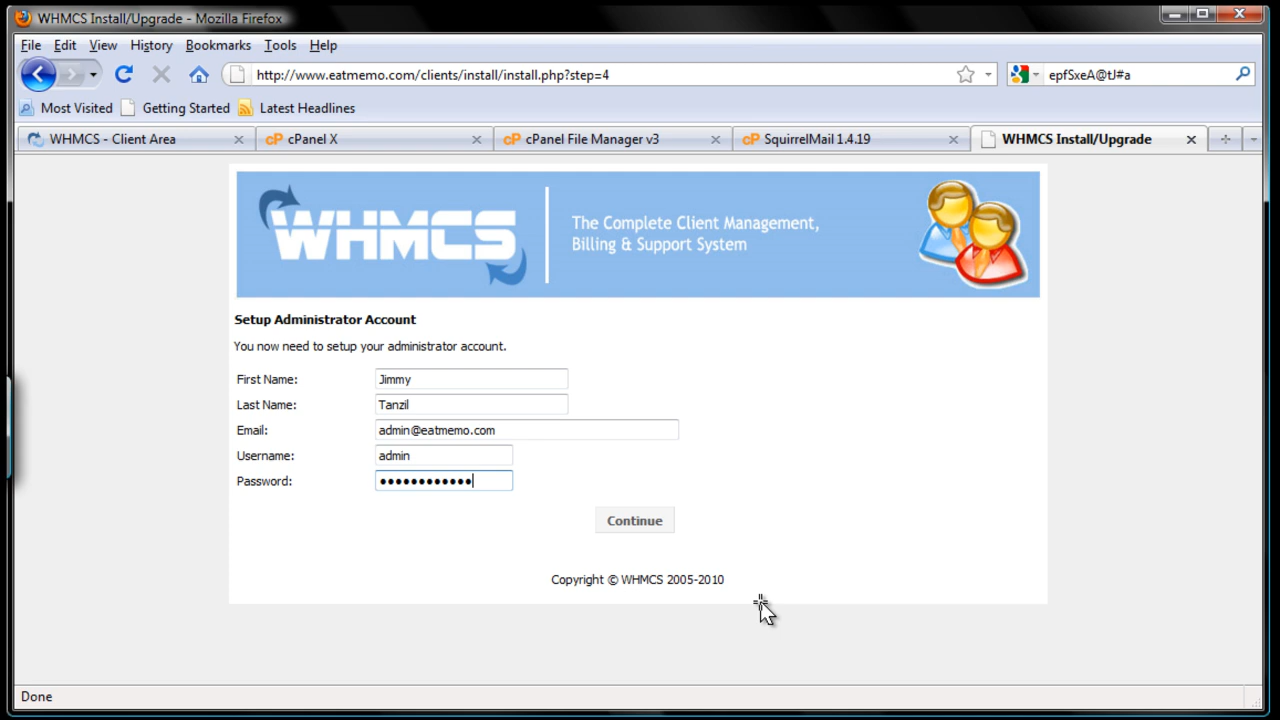 WHMCS Install/Upgrade - Mozilla Firefox
File Edit View History Bookmarks Tools Help
http://www.eatmemo.com/clients/install/install.php?step=4 epfSxeA@tJ#a
Most Visited Getting Started Latest Headlines
WHMCS - Client Area cPanel X cPanel File Manager v3 SquirrelMail 1.4.19 WHMCS Install/Upgrade
WHMCS
The Complete Client Management,
Billing & Support System
Setup Administrator Account
You now need to setup your administrator account.
First Name: Jimmy
Last Name: Tanzil
Email: admin@eatmemo.com
Username: admin
Password: ••••••••••••
Continue
Copyright © WHMCS 2005-2010
Done